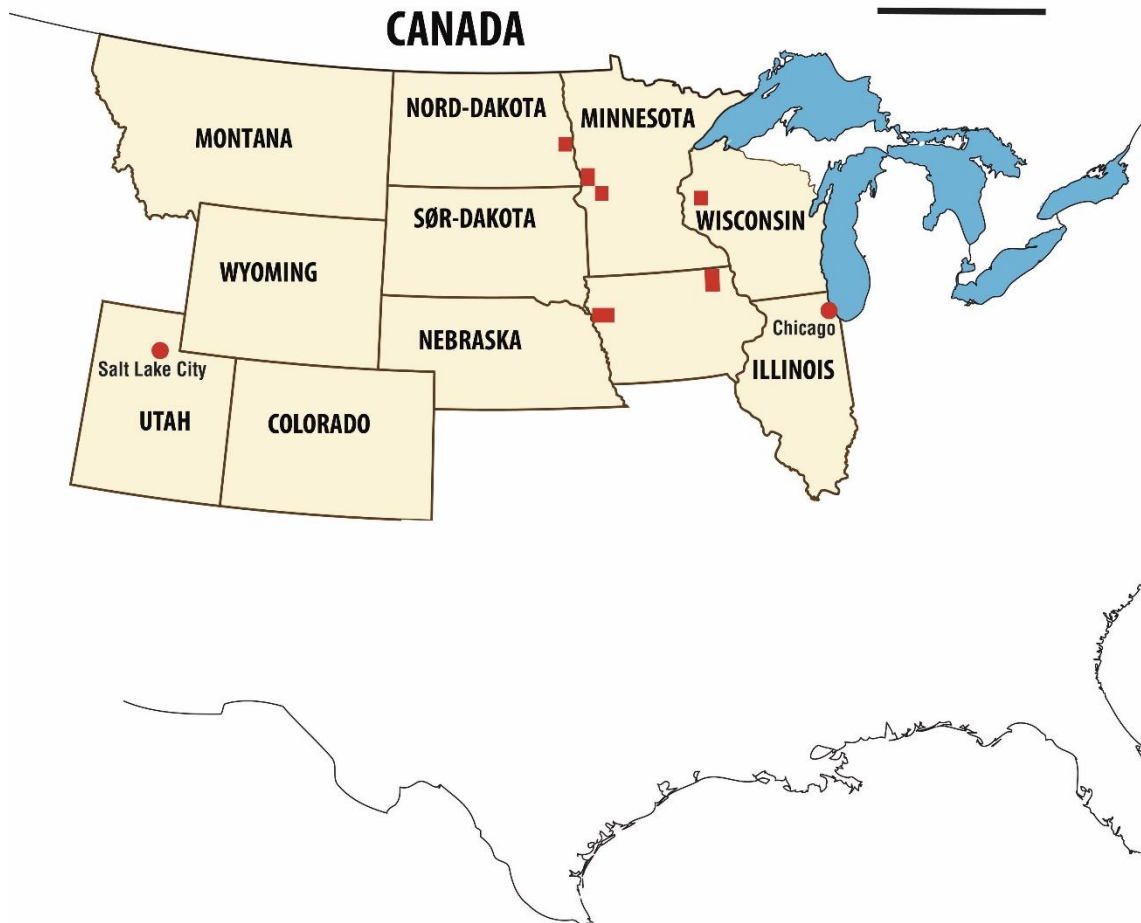 CANADA
MONTANA
NORD-DAKOTA
MINNESOTA
SØR-DAKOTA
WISCONSIN
WYOMING
NEBRASKA
Chicago
ILLINOIS
Salt Lake City
UTAH
COLORADO